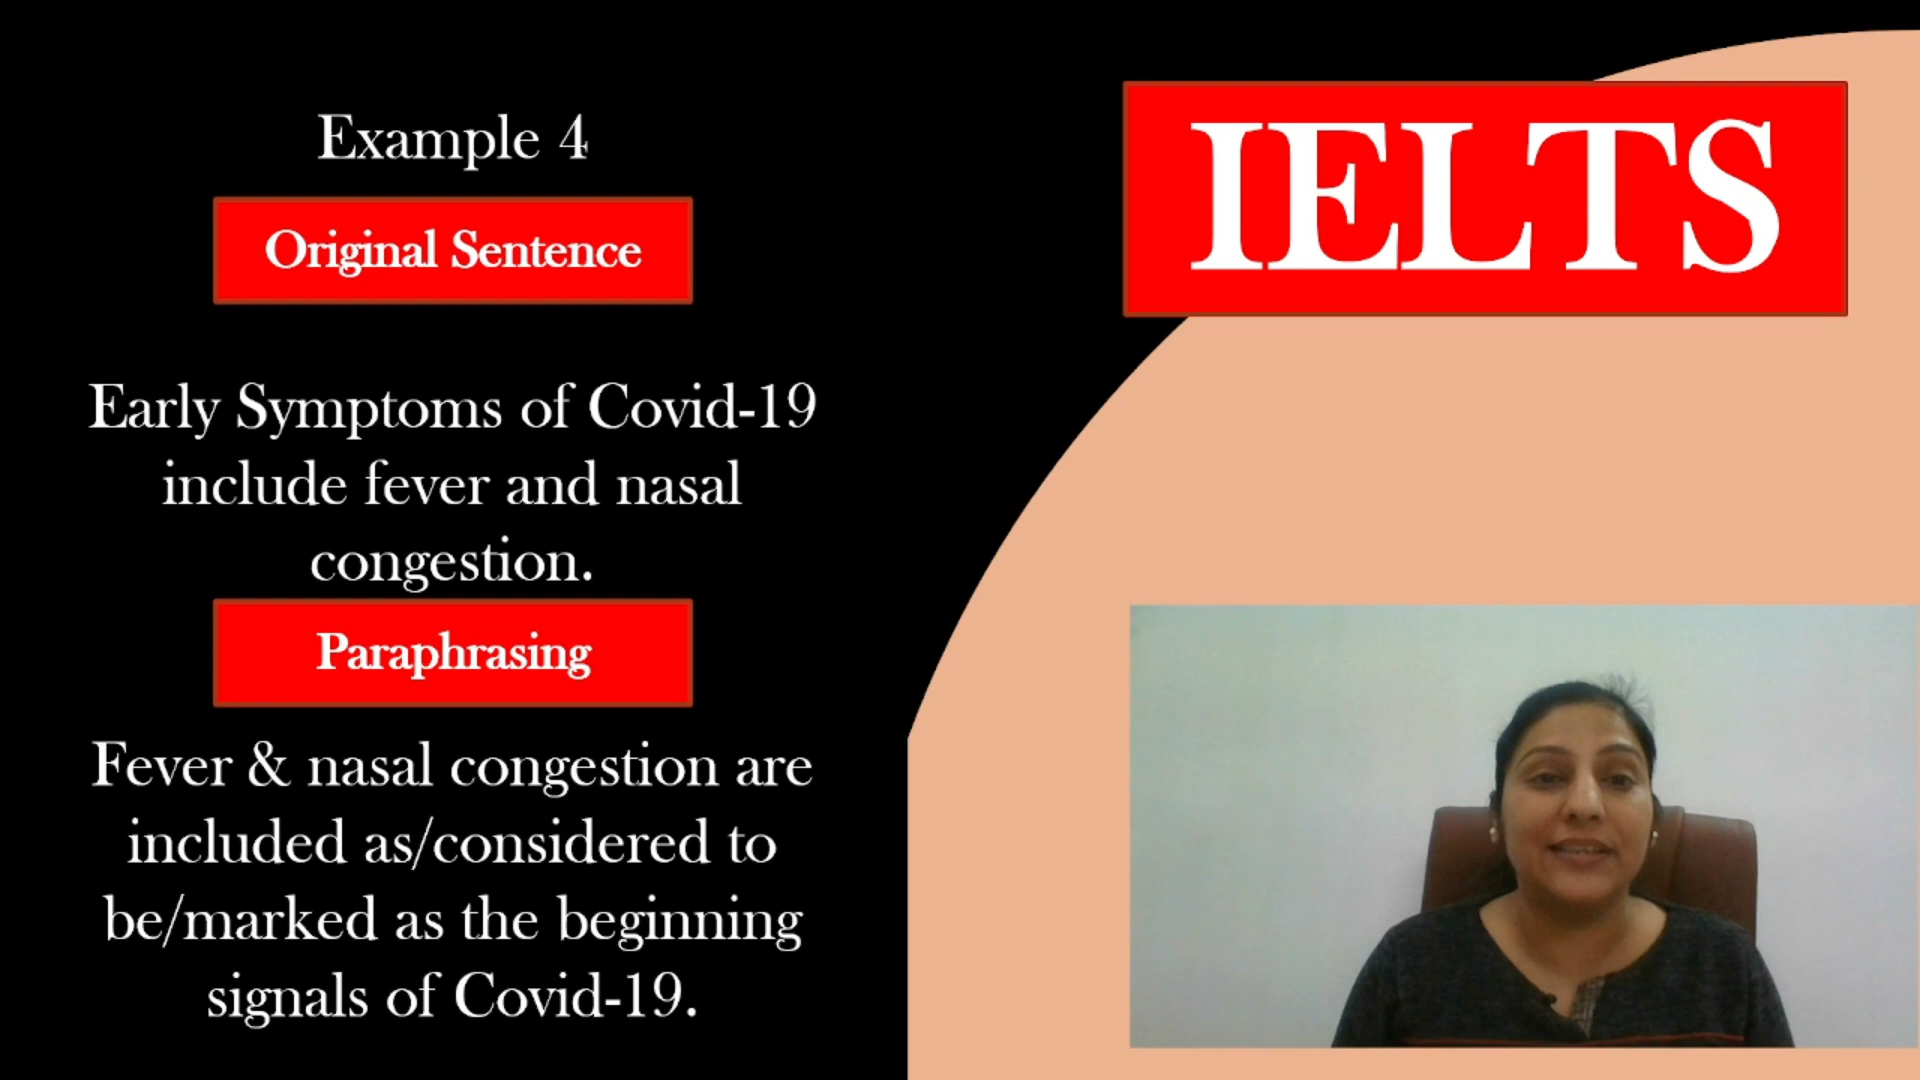 Example 4
Original Sentence
Early Symptoms of Covid-19
include fever and nasal
congestion.
Paraphrasing
Fever & nasal congestion are
included as/considered to
be/marked as the beginning
signals of Covid-19.
IELTS